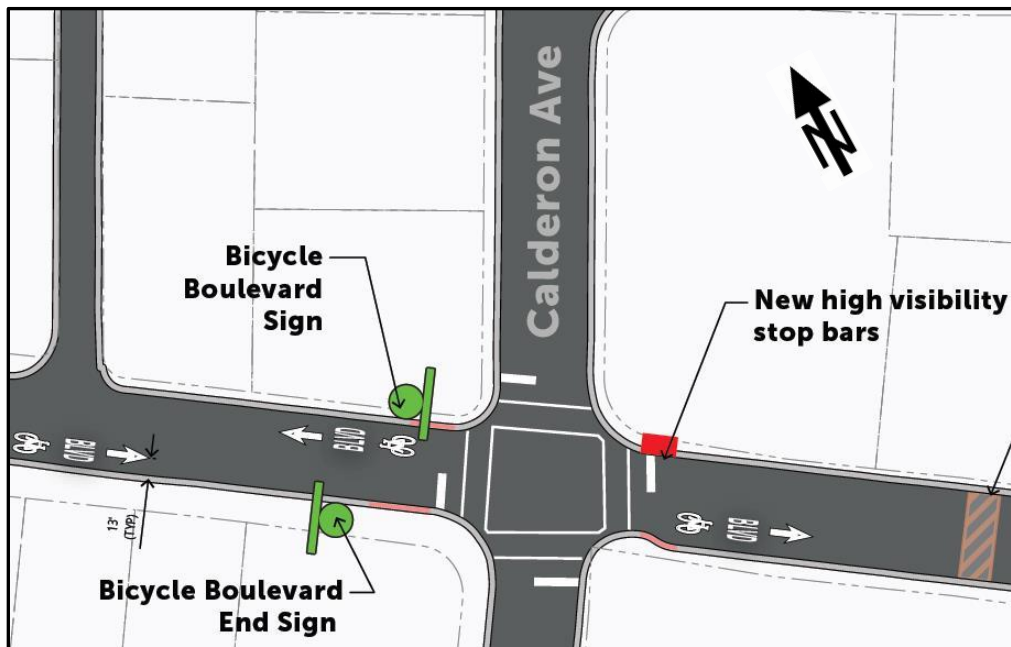 Calderon Ave
N
Bicycle
Boulevard
Sign
New high visibility
stop bars
BLVD
BLVD
BLVD
13'
(TYP.)
Bicycle Boulevard
End Sign